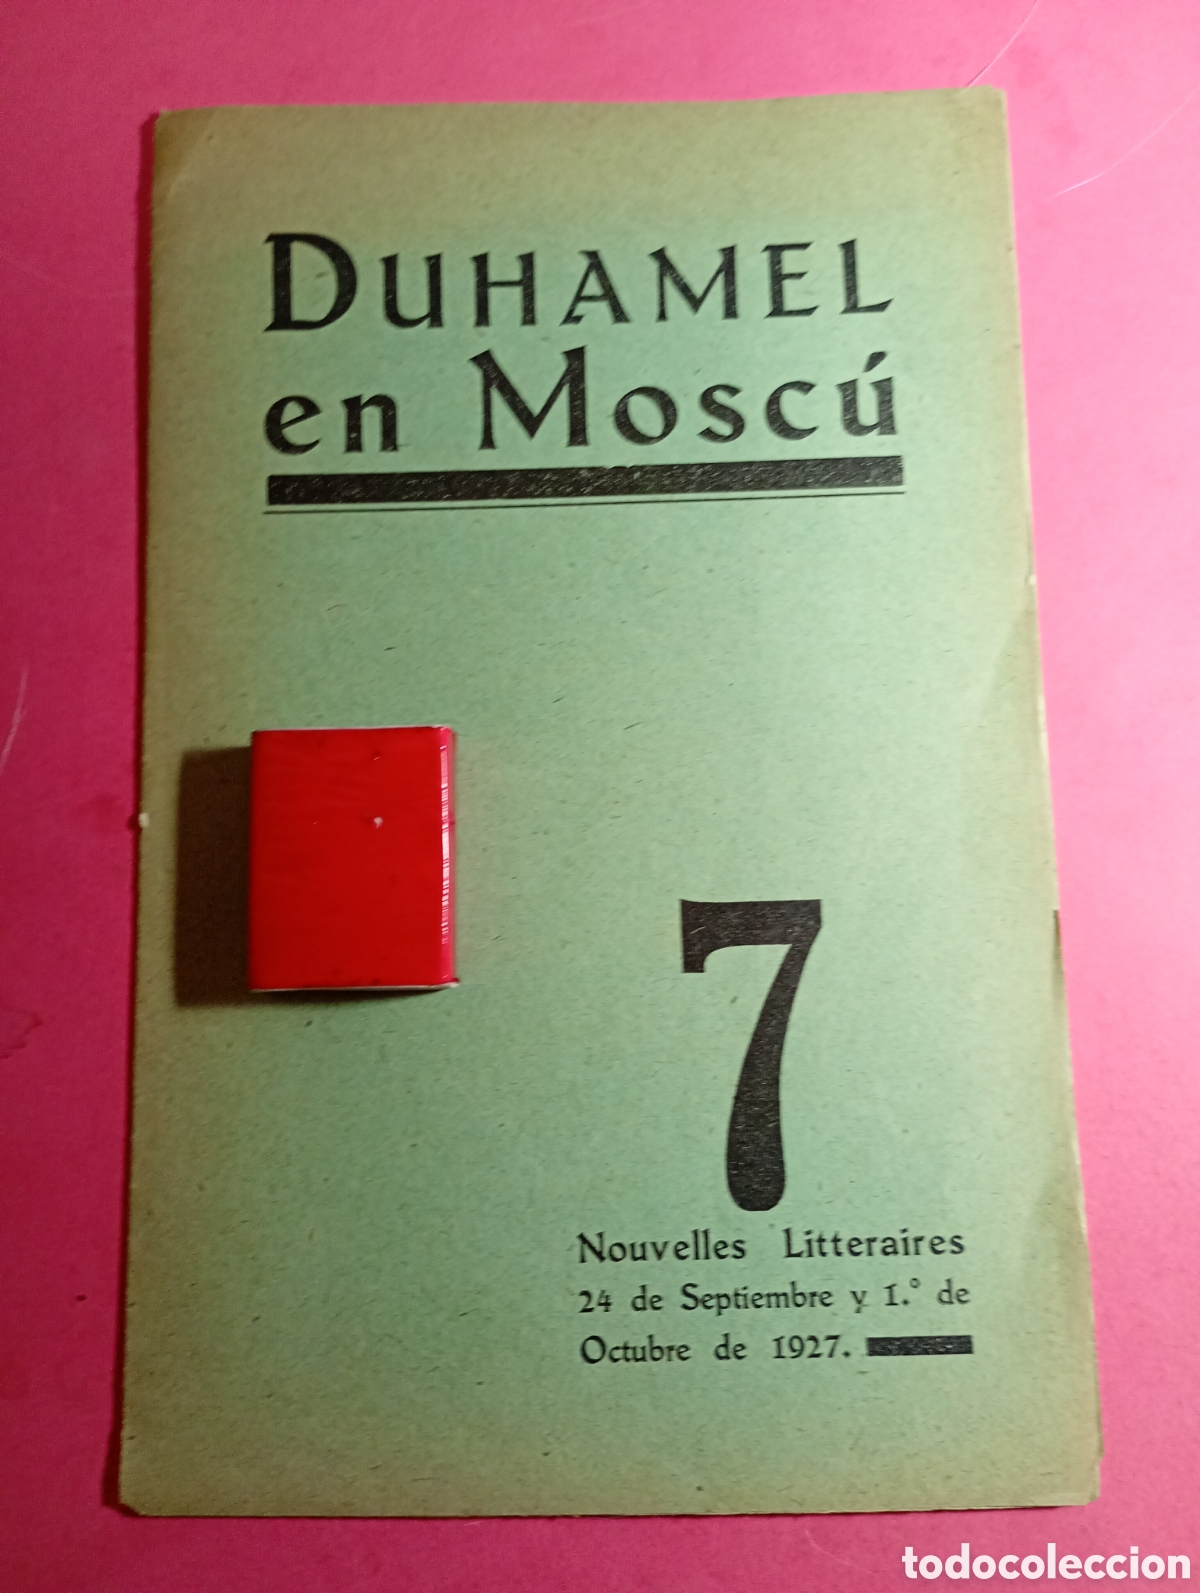 DUHAMEL
en Moscú
7
Nouvelles Litteraires
24 de Septiembre y 1.° de
Octubre de 1927.
todocoleccion